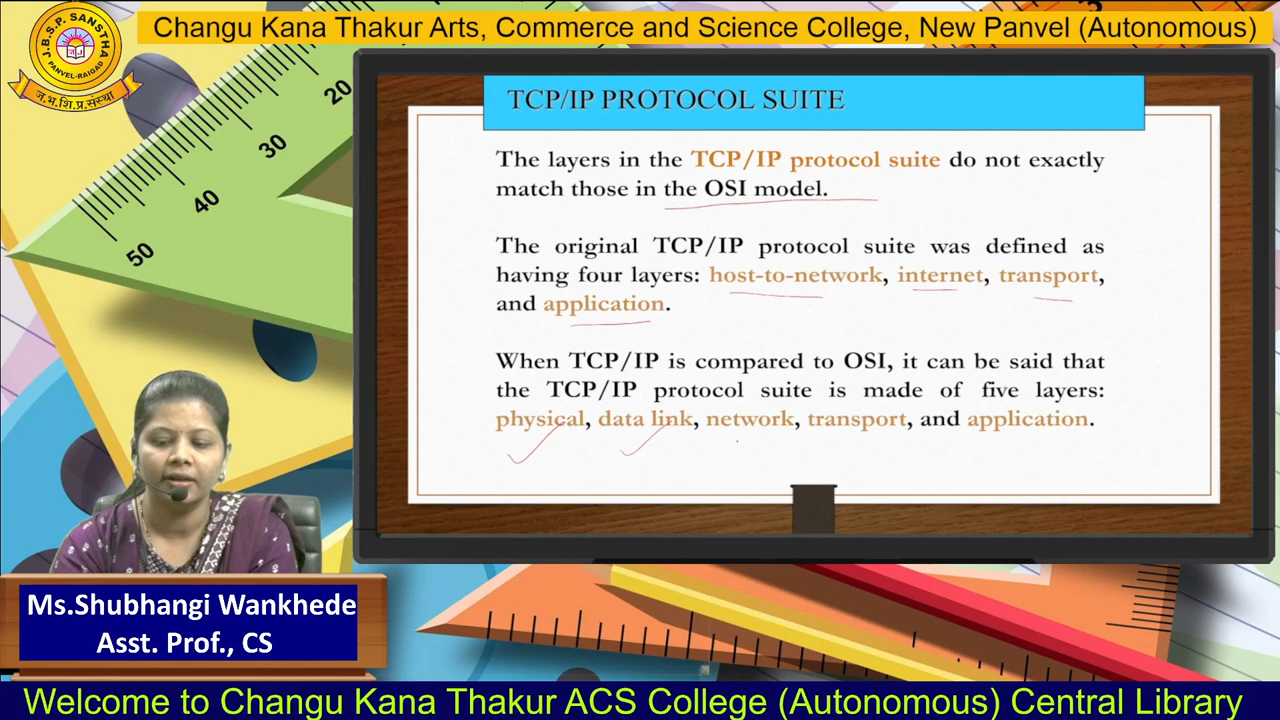 Changu Kana Thakur Arts, Commerce and Science College, New Panvel (Autonomous)
J.B.S.P. SANSTHA
PANVEL-RAIGAD
ज.भ.शि.प्र.संस्था
20
30
40
50
3
TCP/IP PROTOCOL SUITE
The layers in the TCP/IP protocol suite do not exactly
match those in the OSI model.
The original TCP/IP protocol suite was defined as
having four layers: host-to-network, internet, transport,
and application.
When TCP/IP is compared to OSI, it can be said that
the TCP/IP protocol suite is made of five layers:
physical, data link, network, transport, and application.
Ms.Shubhangi Wankhede
Asst. Prof., CS
Welcome to Changu Kana Thakur ACS College (Autonomous) Central Library